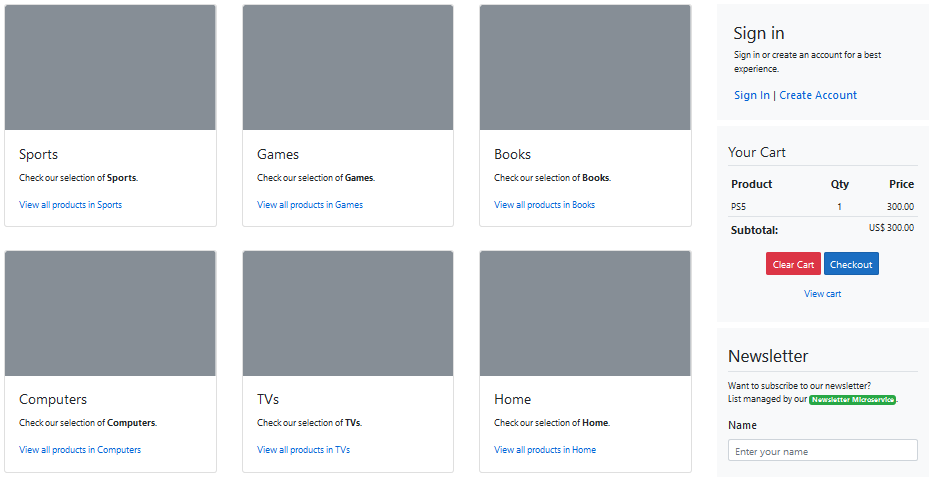 Sports
Check our selection of Sports.
View all products in Sports
Games
Check our selection of Games.
View all products in Games
Books
Check our selection of Books.
View all products in Books
Computers
Check our selection of Computers.
View all products in Computers
TVs
Check our selection of TVs.
View all products in TVs
Home
Check our selection of Home.
View all products in Home
Sign in
Sign in or create an account for a best
experience.
Sign In | Create Account
Your Cart
Product Qty Price
PS5 1 300.00
Subtotal: US$ 300.00
Clear Cart Checkout
View cart
Newsletter
Want to subscribe to our newsletter?
List managed by our Newsletter Microservice.
Name
Enter your name